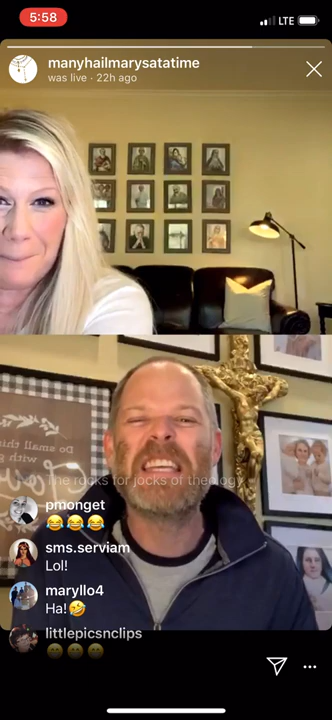 5:58
LTE
manyhailmarysatatime
was live · 22h ago
Do small things
with great
Love
The rocks for jocks of theology
pmonget
😂😂😂
sms.serviam
Lol!
maryllo4
Ha!🤣
littlepicsnclips